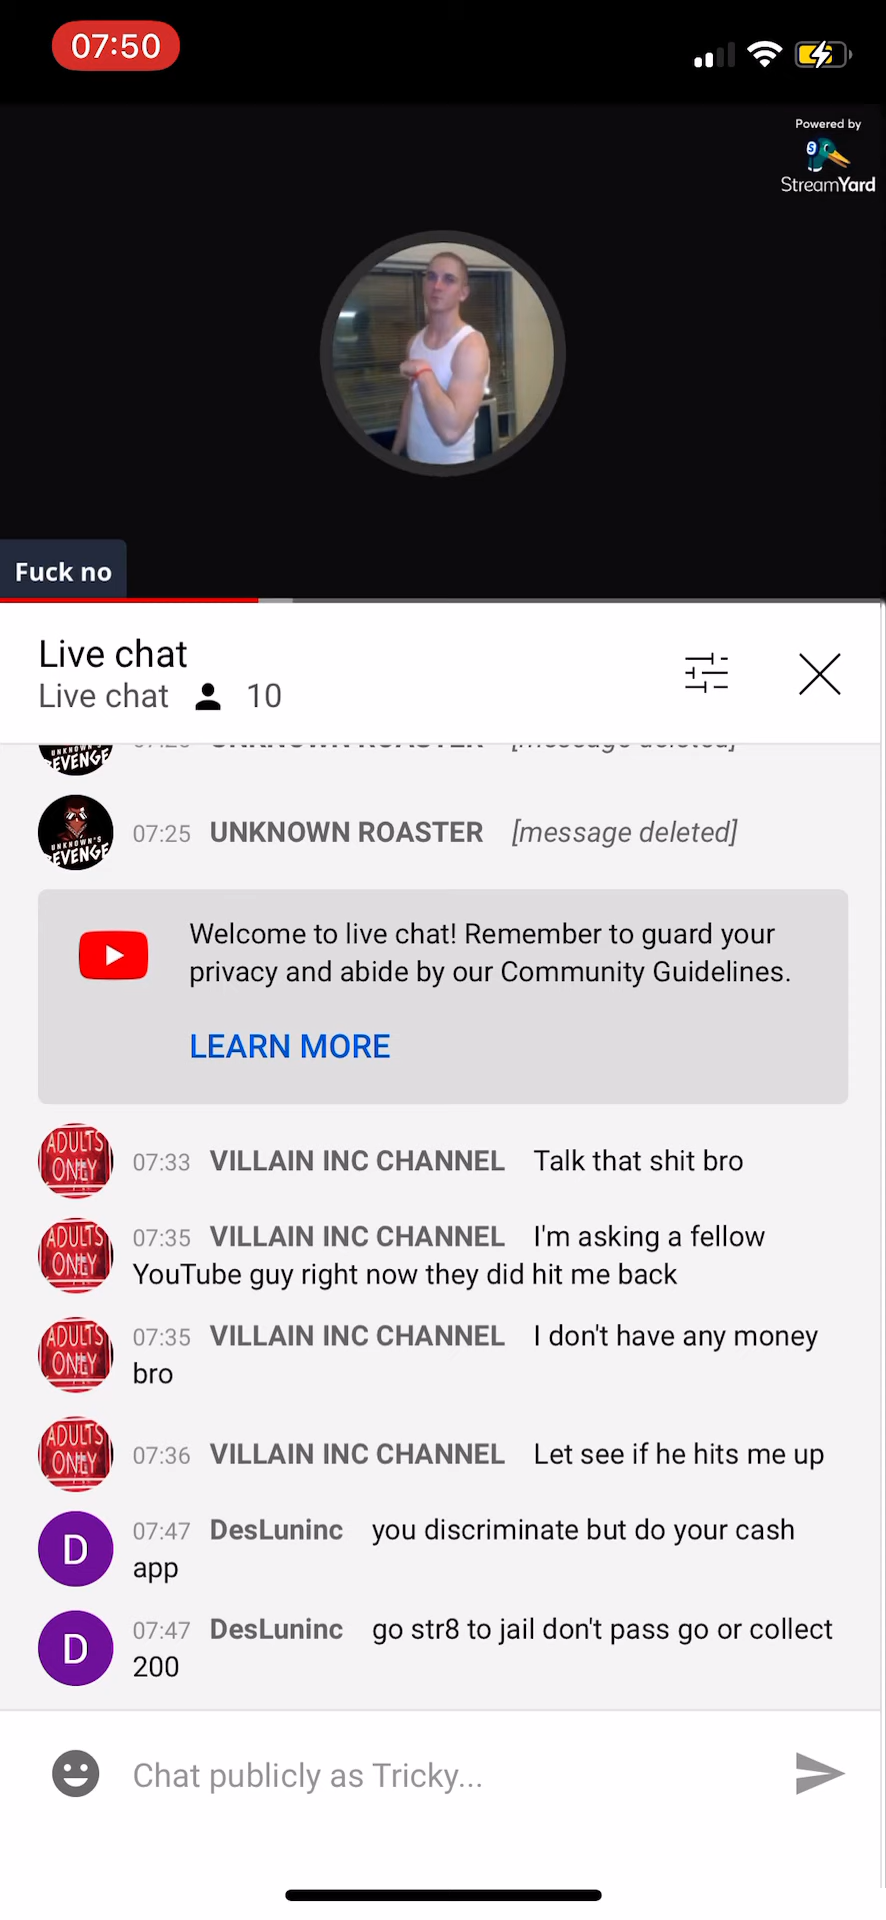 07:50
Powered by
StreamYard
Fuck no
Live chat
Live chat 10
UNKNOWN ROASTER [message deleted]
07:25 UNKNOWN ROASTER [message deleted]
UNKNOWN'S
REVENGE
Welcome to live chat! Remember to guard your
privacy and abide by our Community Guidelines.
LEARN MORE
ADULTS
ONLY
07:33 VILLAIN INC CHANNEL Talk that shit bro
ADULTS
ONLY
07:35 VILLAIN INC CHANNEL I'm asking a fellow
YouTube guy right now they did hit me back
ADULTS
ONLY
07:35 VILLAIN INC CHANNEL I don't have any money
bro
ADULTS
ONLY
07:36 VILLAIN INC CHANNEL Let see if he hits me up
D
07:47 DesLuninc you discriminate but do your cash
app
D
07:47 DesLuninc go str8 to jail don't pass go or collect
200
Chat publicly as Tricky...